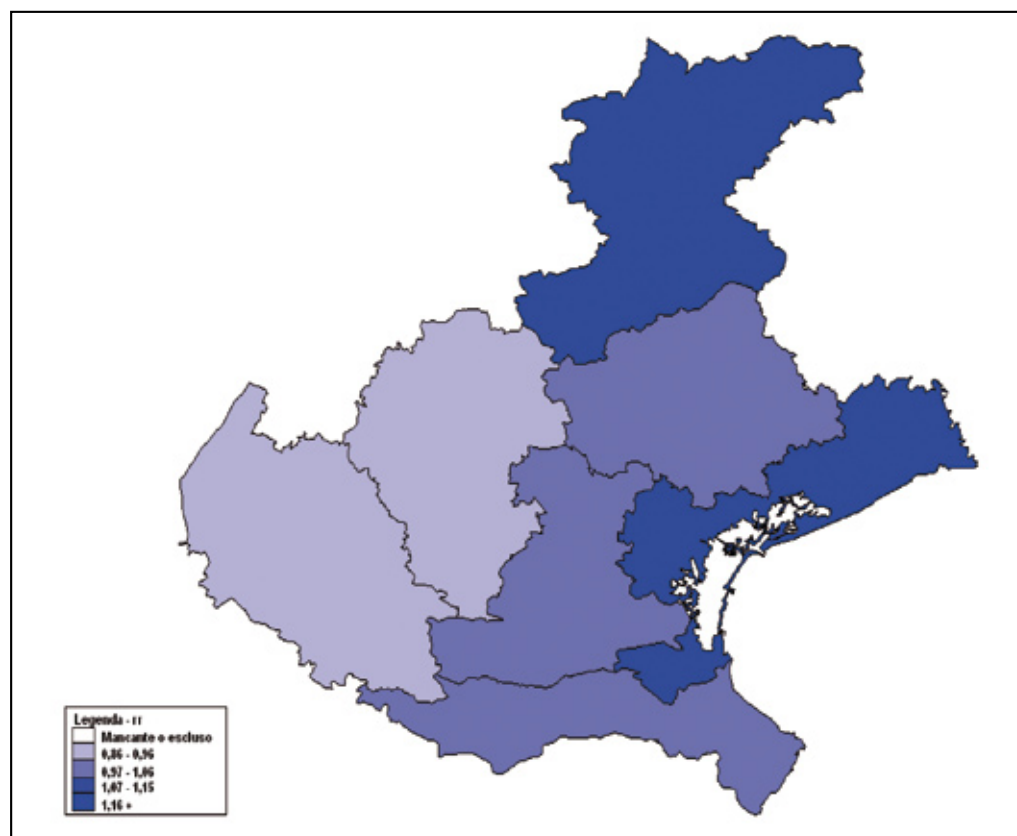 Legenda - rr
Mancante o escluso
0,86 - 0,96
0,97 - 1,06
1,07 - 1,15
1,16 +